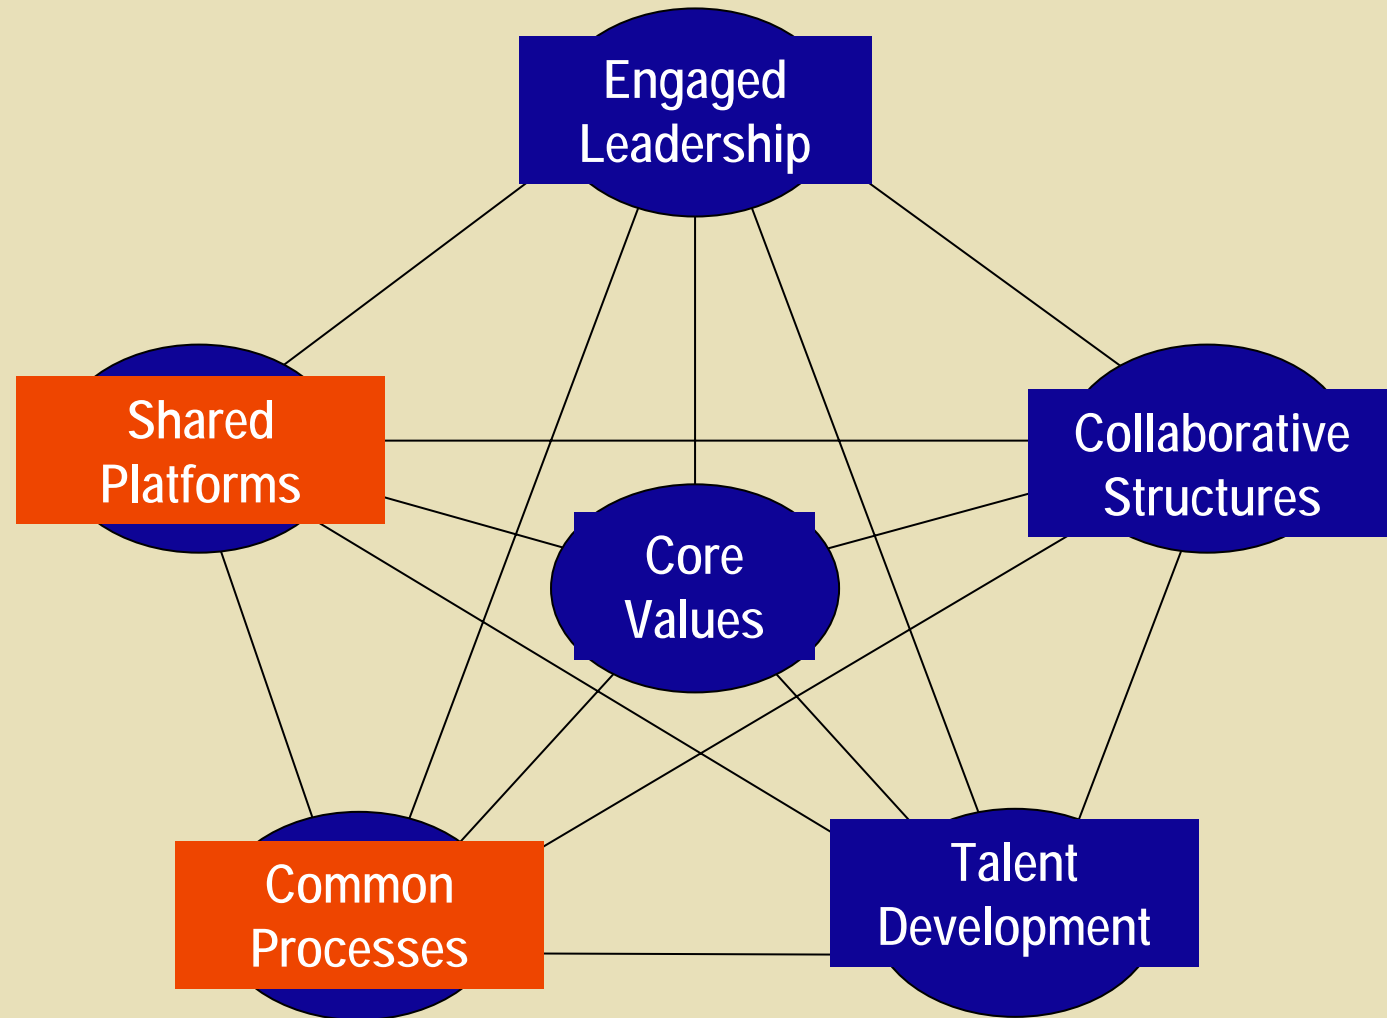 Engaged
Leadership
Shared
Platforms
Collaborative
Structures
Core
Values
Common
Processes
Talent
Development